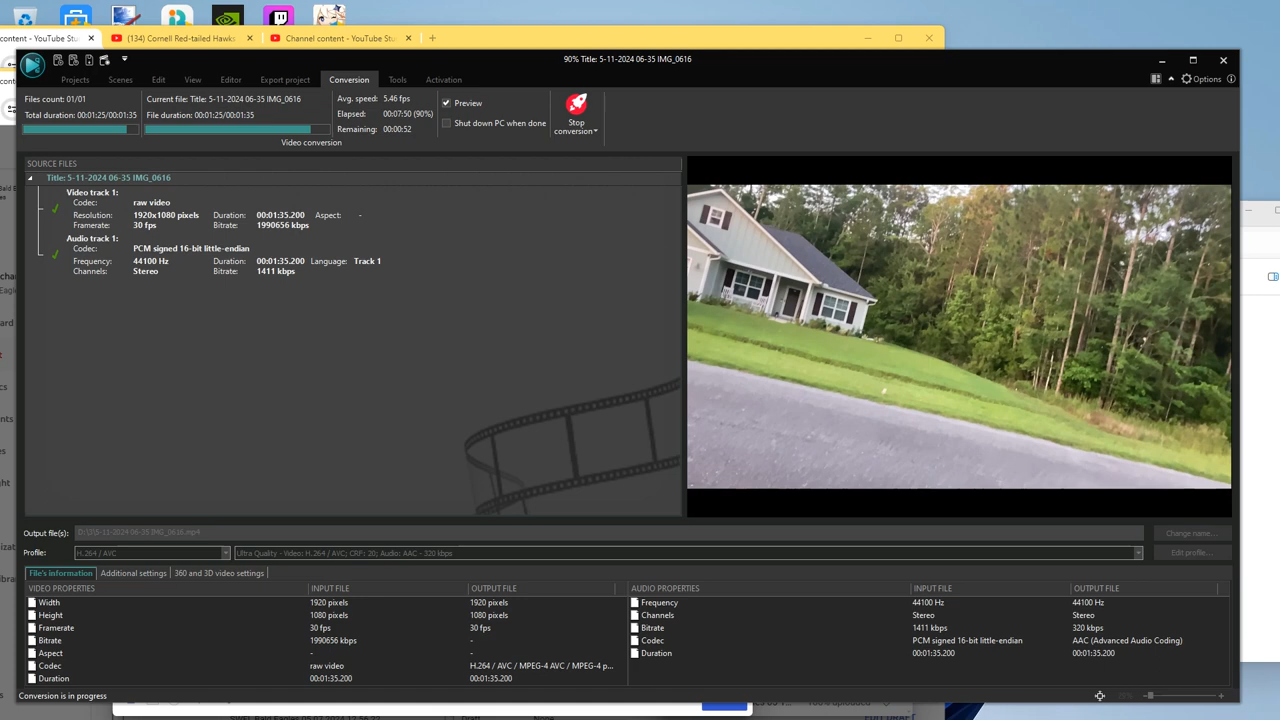 content - YouTube Stu
(134) Cornell Red-tailed Hawks
Channel content - YouTube Stu
90% Title: 5-11-2024 06-35 IMG_0616
Projects Scenes Edit View Editor Export project Conversion Tools Activation
Options
Files count: 01/01
Total duration: 00:01:25/00:01:35
Current file: Title: 5-11-2024 06-35 IMG_0616
File duration: 00:01:25/00:01:35
Avg. speed: 5.46 fps
Elapsed: 00:07:50 (90%)
Remaining: 00:00:52
Preview
Shut down PC when done
Stop
conversion
Video conversion
SOURCE FILES
Title: 5-11-2024 06-35 IMG_0616
Video track 1:
Codec: raw video
Resolution: 1920x1080 pixels Duration: 00:01:35.200 Aspect: -
Framerate: 30 fps Bitrate: 1990656 kbps
Audio track 1:
Codec: PCM signed 16-bit little-endian
Frequency: 44100 Hz Duration: 00:01:35.200 Language: Track 1
Channels: Stereo Bitrate: 1411 kbps
Output file(s):
Profile: H.264 / AVC Ultra Quality - Video: H.264 / AVC; CRF: 20; Audio: AAC - 320 kbps
Change name...
Edit profile...
File's information Additional settings 360 and 3D video settings
VIDEO PROPERTIES INPUT FILE OUTPUT FILE
Width 1920 pixels 1920 pixels
Height 1080 pixels 1080 pixels
Framerate 30 fps 30 fps
Bitrate 1990656 kbps -
Aspect - -
Codec raw video H.264 / AVC / MPEG-4 AVC / MPEG-4 p...
Duration 00:01:35.200 00:01:35.200
AUDIO PROPERTIES INPUT FILE OUTPUT FILE
Frequency 44100 Hz 44100 Hz
Channels Stereo Stereo
Bitrate 1411 kbps 320 kbps
Codec PCM signed 16-bit little-endian AAC (Advanced Audio Coding)
Duration 00:01:35.200 00:01:35.200
Conversion is in progress